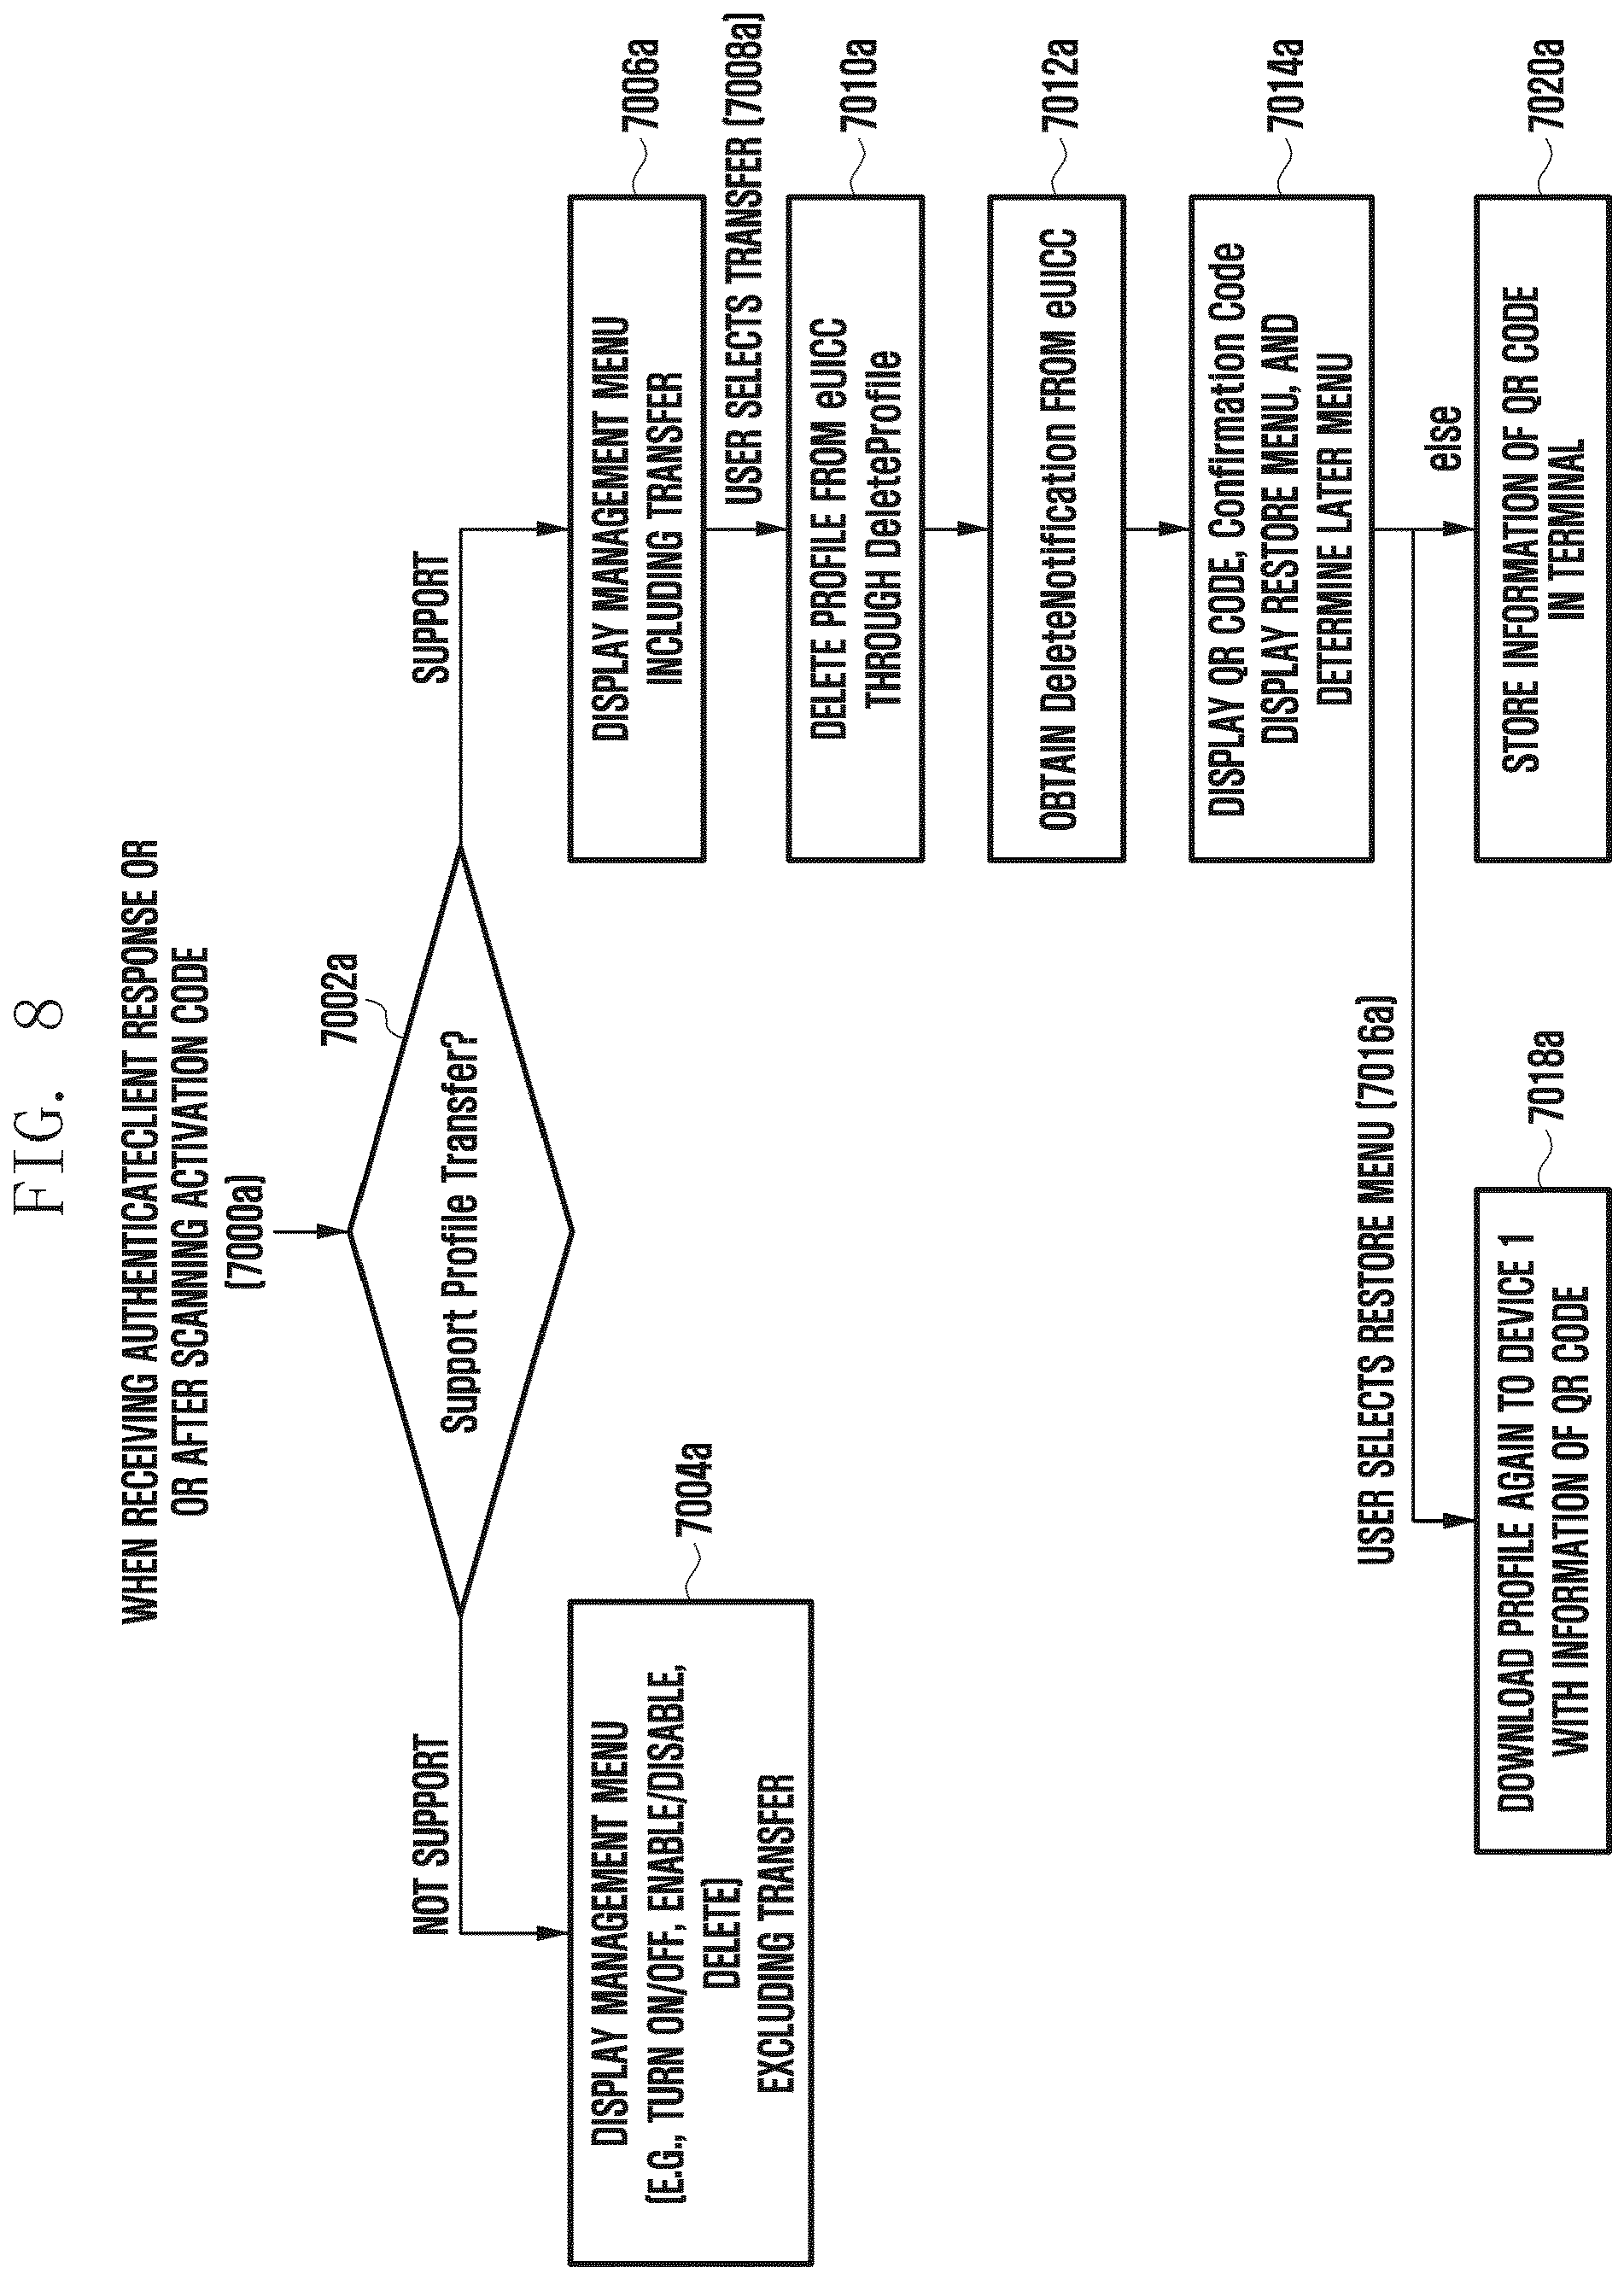 FIG. 8
WHEN RECEIVING AUTHENTICATECLIENT RESPONSE OR
OR AFTER SCANNING ACTIVATION CODE
(7000a)
7002a
Support Profile Transfer?
NOT SUPPORT
SUPPORT
7004a
DISPLAY MANAGEMENT MENU
(E.G., TURN ON/OFF, ENABLE/DISABLE,
DELETE)
EXCLUDING TRANSFER
7006a
DISPLAY MANAGEMENT MENU
INCLUDING TRANSFER
USER SELECTS TRANSFER (7008a)
7010a
DELETE PROFILE FROM eUICC
THROUGH DeleteProfile
7012a
OBTAIN DeleteNotification FROM eUICC
7014a
DISPLAY QR CODE, Confirmation Code
DISPLAY RESTORE MENU, AND
DETERMINE LATER MENU
USER SELECTS RESTORE MENU (7016a)
else
7018a
DOWNLOAD PROFILE AGAIN TO DEVICE 1
WITH INFORMATION OF QR CODE
7020a
STORE INFORMATION OF QR CODE
IN TERMINAL